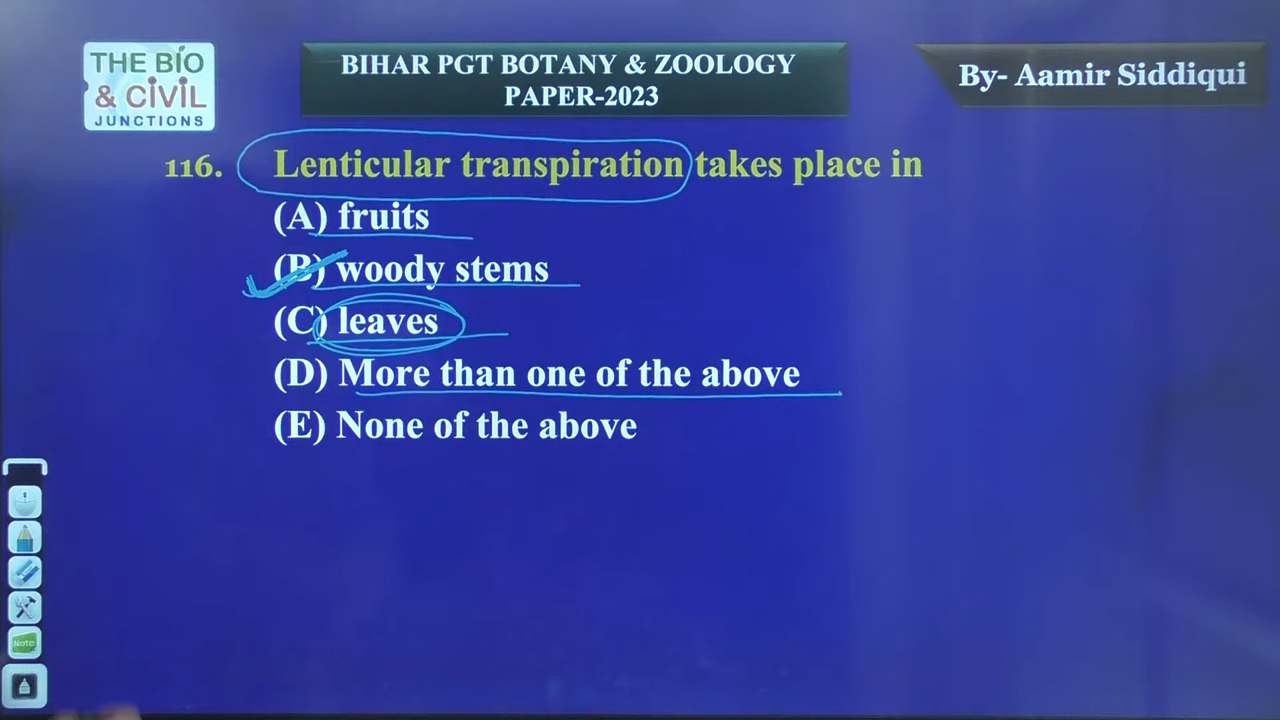 THE BIO
& CIVIL
JUNCTIONS
BIHAR PGT BOTANY & ZOOLOGY
PAPER-2023
By- Aamir Siddiqui
116. Lenticular transpiration takes place in
(A) fruits
(B) woody stems
(C) leaves
(D) More than one of the above
(E) None of the above
Note